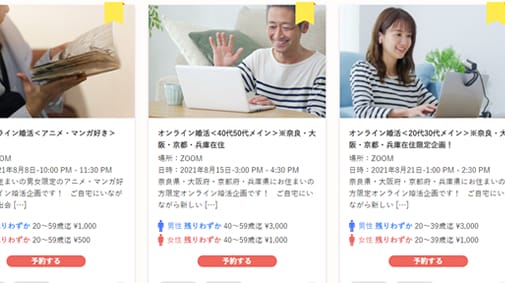 ライン婚活＜アニメ・マンガ好き＞
OOM
21年8月8日-10:00 PM - 11:30 PM
住まいの男女限定のアニメ・マンガ好
イン婚活企画です！　ご自宅にいなが
出会 […]
残りわずか 20～59歳迄 ¥1,000
残りわずか 20～59歳迄 ¥500
予約する
オンライン婚活＜40代50代メイン＞※奈良・大
阪・京都・兵庫在住
場所：ZOOM
日時：2021年8月15日-3:00 PM - 4:30 PM
奈良県・大阪府・京都府・兵庫県にお住まいの
方限定オンライン婚活企画です！　ご自宅にい
ながら新しい […]
男性 残りわずか 40～59歳迄 ¥3,000
女性 残りわずか 40～59歳迄 ¥1,000
予約する
オンライン婚活＜20代30代メイン＞※奈良・大
阪・京都・兵庫在住限定企画！
場所：ZOOM
日時：2021年8月21日-1:00 PM - 2:30 PM
奈良県・大阪府・京都府・兵庫県にお住まいの
方限定オンライン婚活企画です！　ご自宅にい
ながら新しい […]
男性 残りわずか 20～39歳迄 ¥3,000
女性 残りわずか 20～39歳迄 ¥1,000
予約する